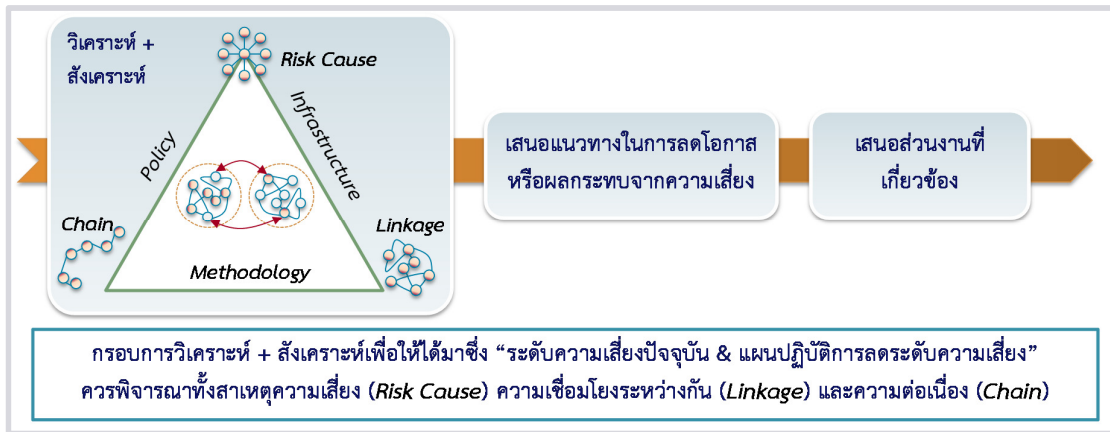 วิเคราะห์ +
สังเคราะห์
Risk Cause
Policy
Infrastructure
Chain
Linkage
Methodology
เสนอแนวทางในการลดโอกาส
หรือผลกระทบจากความเสี่ยง
เสนอส่วนงานที่
เกี่ยวข้อง
กรอบการวิเคราะห์ + สังเคราะห์เพื่อให้ได้มาซึ่ง “ระดับความเสี่ยงปัจจุบัน & แผนปฏิบัติการลดระดับความเสี่ยง”
ควรพิจารณาทั้งสาเหตุความเสี่ยง (Risk Cause) ความเชื่อมโยงระหว่างกัน (Linkage) และความต่อเนื่อง (Chain)